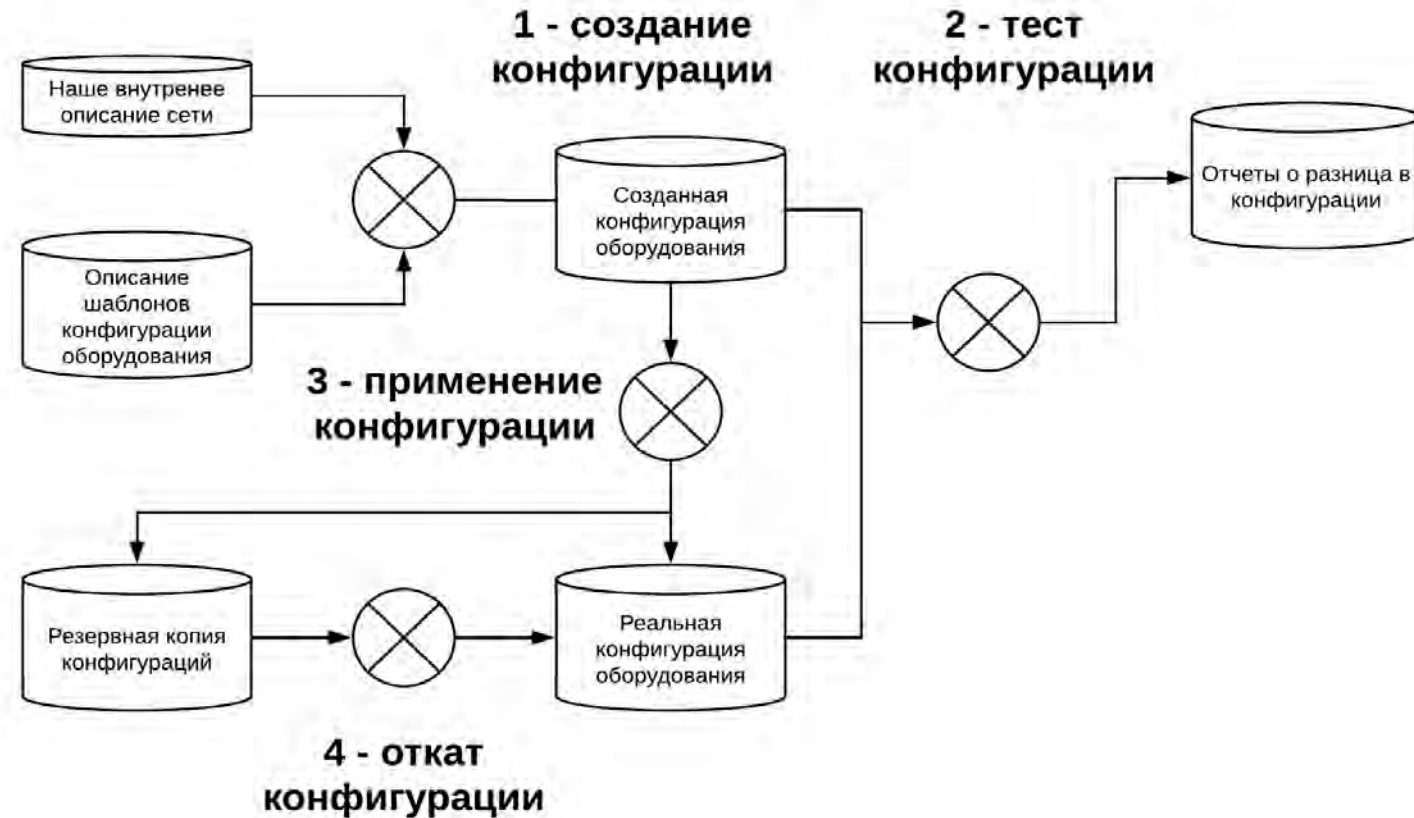 1 - создание
конфигурации
2 - тест
конфигурации
Наше внутренее
описание сети
Описание
шаблонов
конфигурации
оборудования
Созданная
конфигурация
оборудования
Отчеты о разница в
конфигурации
3 - применение
конфигурации
Резервная копия
конфигураций
Реальная
конфигурация
оборудования
4 - откат
конфигурации